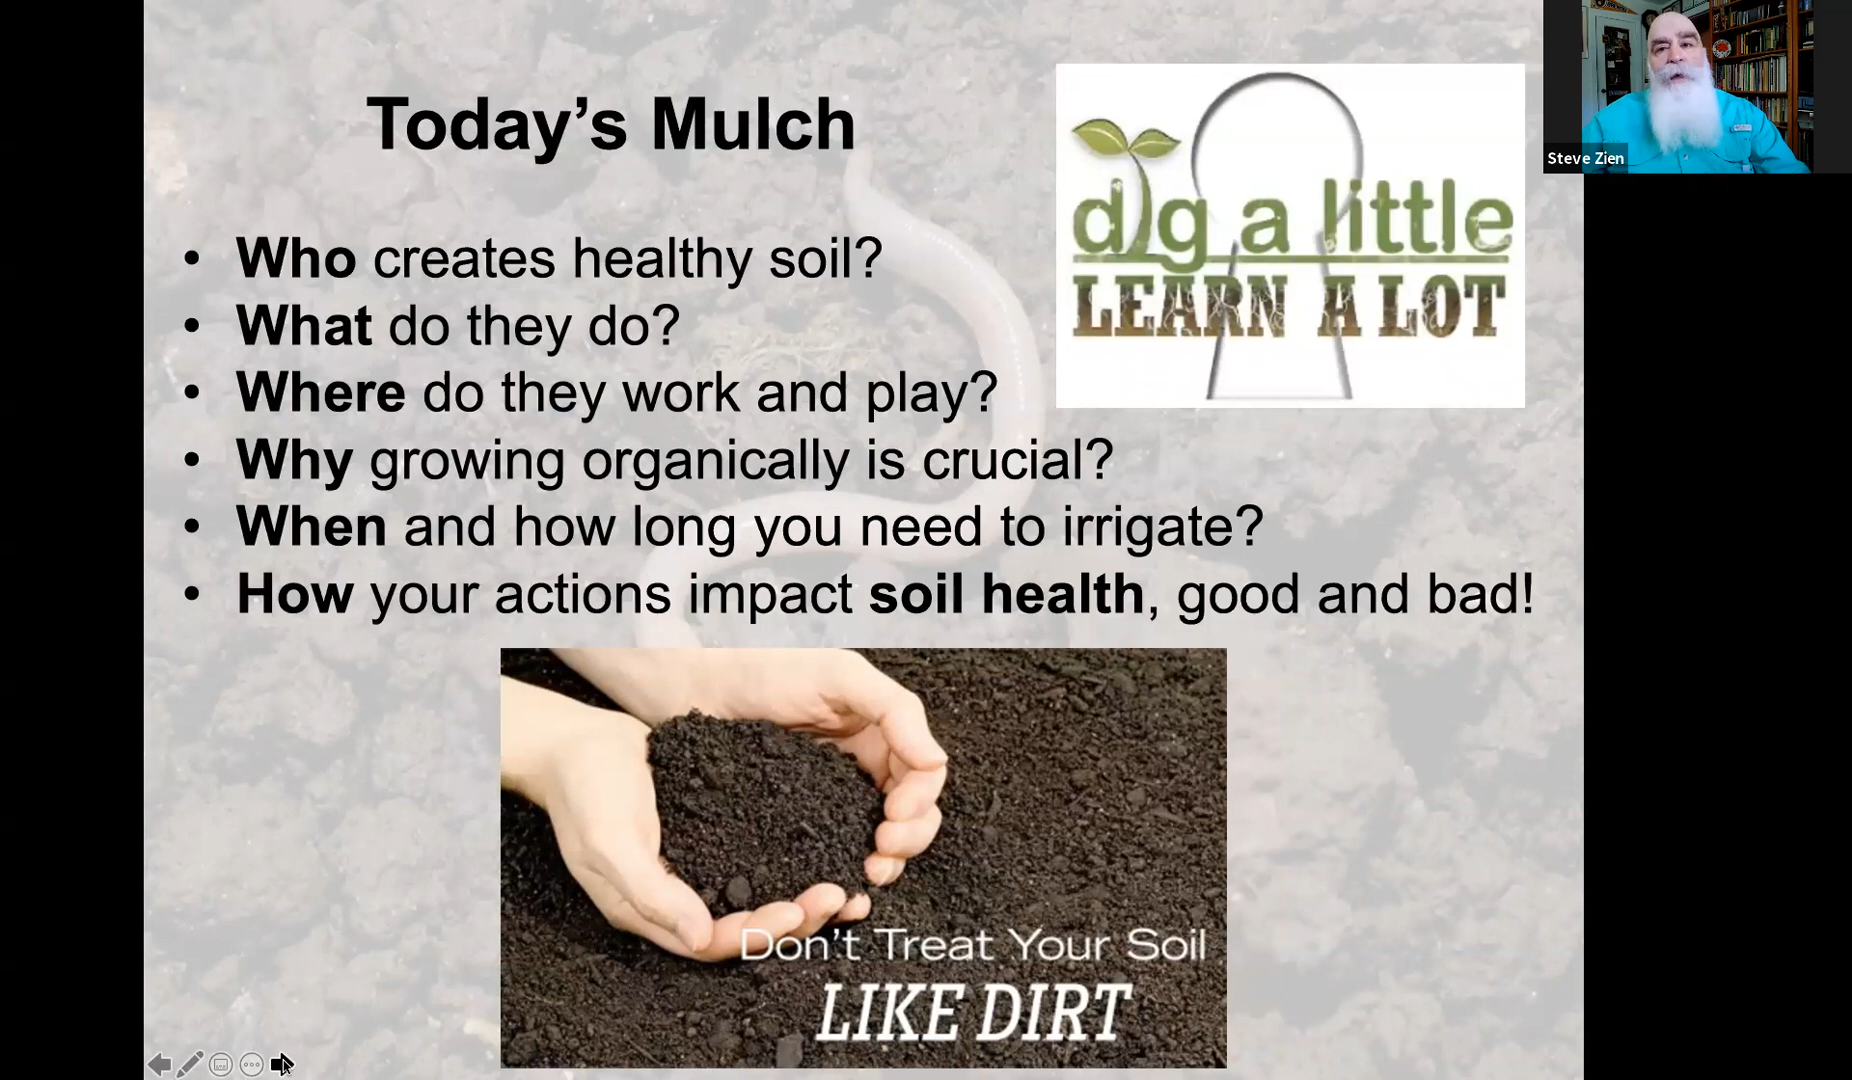 Today’s Mulch
dig a little
LEARN A LOT
Steve Zien
• Who creates healthy soil?
• What do they do?
• Where do they work and play?
• Why growing organically is crucial?
• When and how long you need to irrigate?
• How your actions impact soil health, good and bad!
Don't Treat Your Soil
LIKE DIRT